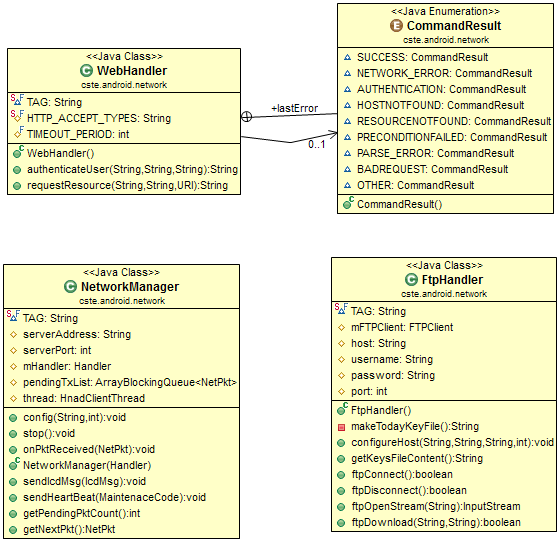 <<Java Class>>
WebHandler
cste.android.network
TAG: String
HTTP_ACCEPT_TYPES: String
TIMEOUT_PERIOD: int
WebHandler()
authenticateUser(String,String,String):String
requestResource(String,String,URI):String
+lastError
0..1
<<Java Enumeration>>
CommandResult
cste.android.network
SUCCESS: CommandResult
NETWORK_ERROR: CommandResult
AUTHENTICATION: CommandResult
HOSTNOTFOUND: CommandResult
RESOURCENOTFOUND: CommandResult
PRECONDITIONFAILED: CommandResult
PARSE_ERROR: CommandResult
BADREQUEST: CommandResult
OTHER: CommandResult
CommandResult()
<<Java Class>>
NetworkManager
cste.android.network
TAG: String
serverAddress: String
serverPort: int
mHandler: Handler
pendingTxList: ArrayBlockingQueue<NetPkt>
thread: HnadClientThread
config(String,int):void
stop():void
onPktReceived(NetPkt):void
NetworkManager(Handler)
sendIcdMsg(IcdMsg):void
sendHeartBeat(MaintenaceCode):void
getPendingPktCount():int
getNextPkt():NetPkt
<<Java Class>>
FtpHandler
cste.android.network
TAG: String
mFTPClient: FTPClient
host: String
username: String
password: String
port: int
FtpHandler()
makeTodayKeyFile():String
configureHost(String,String,String,int):void
getKeysFileContent():String
ftpConnect():boolean
ftpDisconnect():boolean
ftpOpenStream(String):InputStream
ftpDownload(String,String):boolean